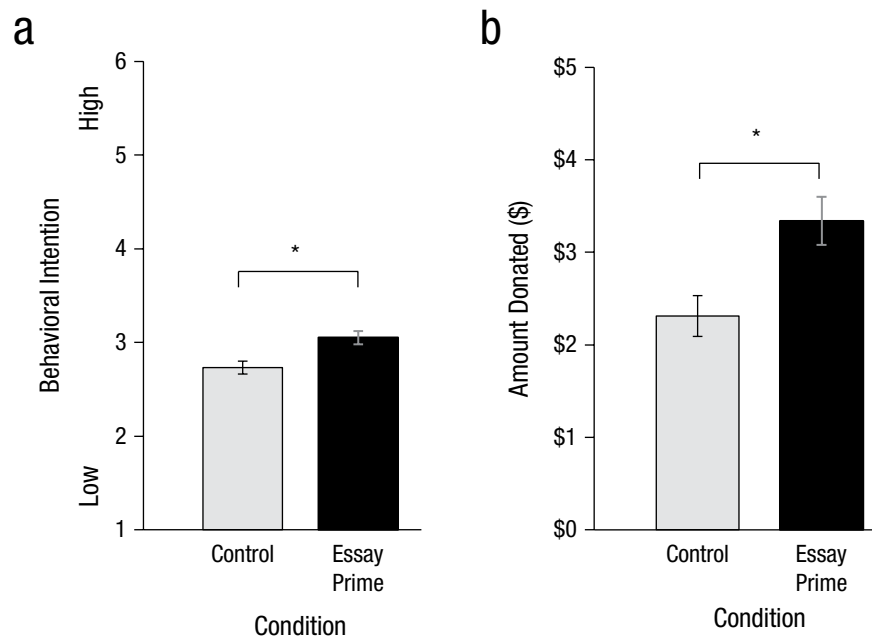 a
6
5
4
3
2
1
High
Low
Behavioral Intention
*
Control
Essay
Prime
Condition
b
$5
$4
$3
$2
$1
$0
Amount Donated ($)
*
Control
Essay
Prime
Condition